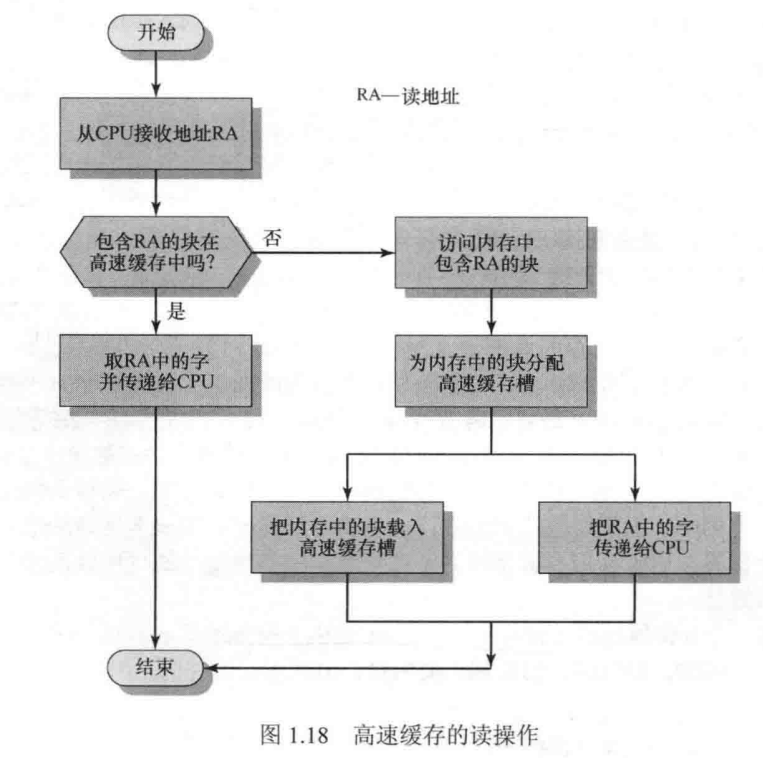 开始
RA—读地址
从CPU接收地址RA
包含RA的块在
高速缓存中吗?
否
访问内存中
包含RA的块
是
取RA中的字
并传递给CPU
为内存中的块分配
高速缓存槽
把内存中的块载入
高速缓存槽
把RA中的字
传递给CPU
结束
图 1.18 高速缓存的读操作